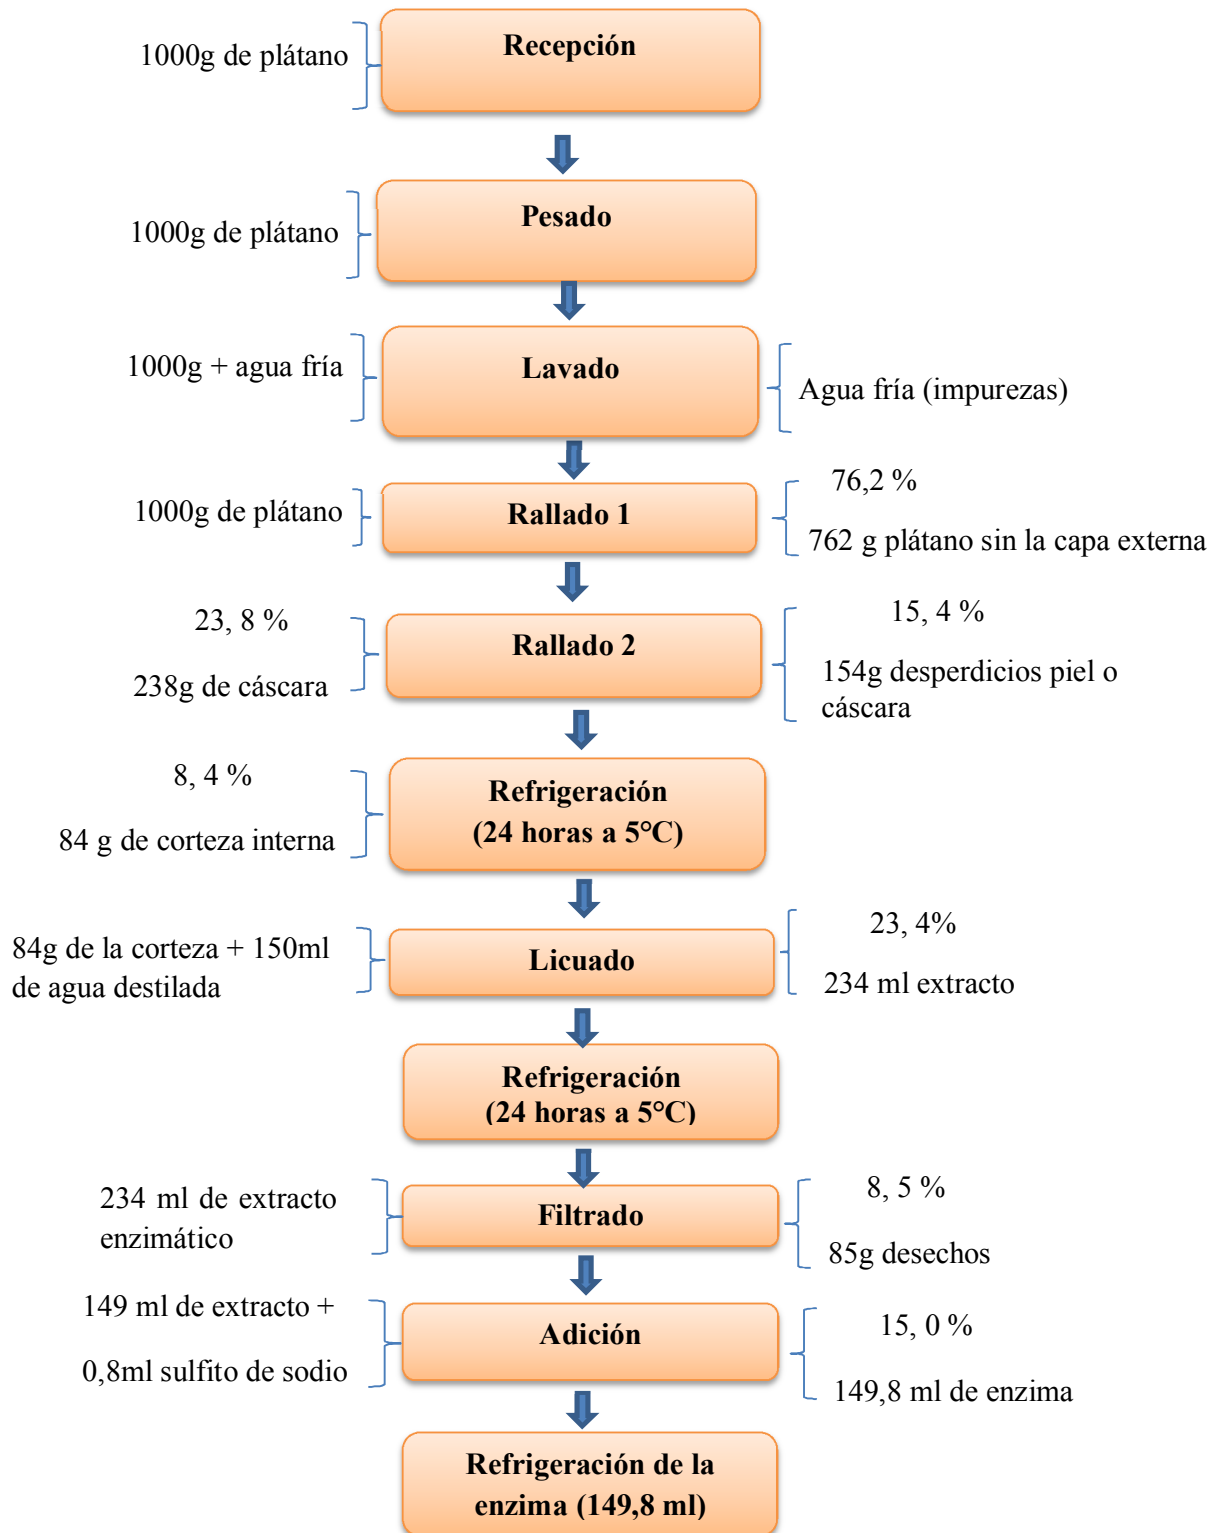 1000g de plátano
Recepción
1000g de plátano
Pesado
1000g + agua fría
Lavado
Agua fría (impurezas)
1000g de plátano
Rallado 1
76,2 %
762 g plátano sin la capa externa
23, 8 %
238g de cáscara
Rallado 2
15, 4 %
154g desperdicios piel o
cáscara
8, 4 %
84 g de corteza interna
Refrigeración
(24 horas a 5°C)
84g de la corteza + 150ml
de agua destilada
Licuado
23, 4%
234 ml extracto
Refrigeración
(24 horas a 5°C)
234 ml de extracto
enzimático
Filtrado
8, 5 %
85g desechos
149 ml de extracto +
0,8ml sulfito de sodio
Adición
15, 0 %
149,8 ml de enzima
Refrigeración de la
enzima (149,8 ml)